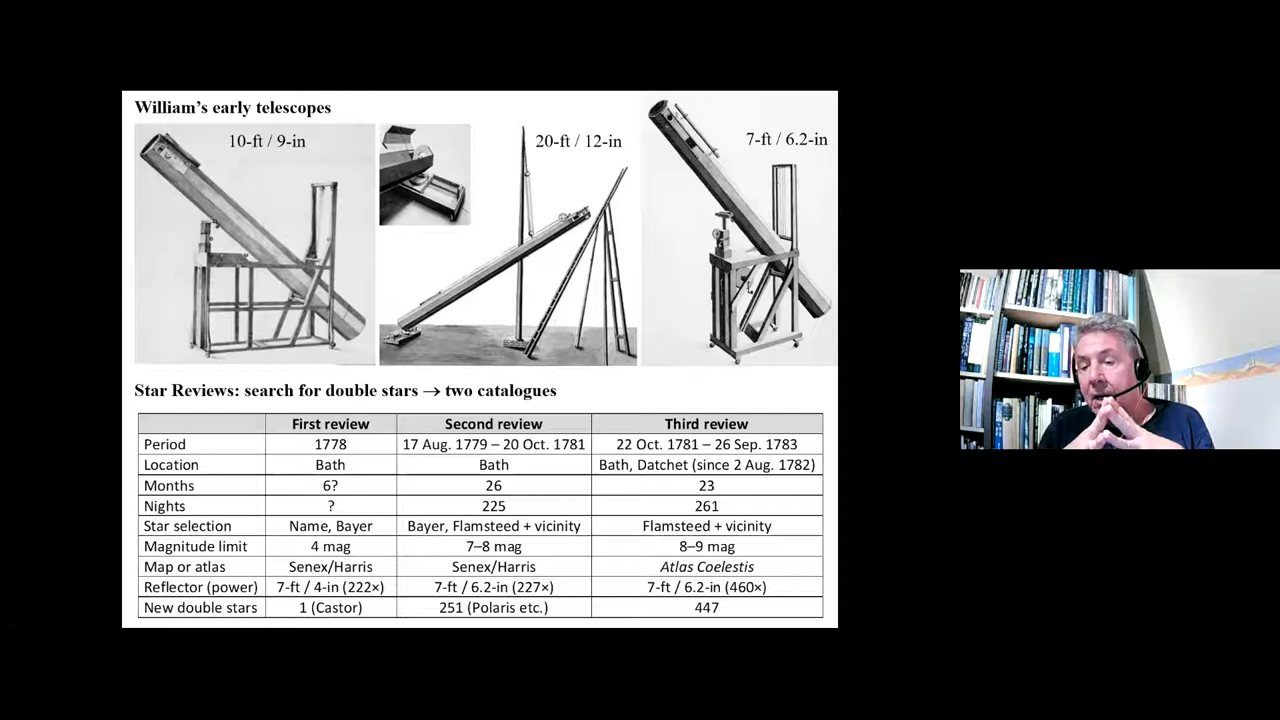 William's early telescopes
10-ft / 9-in
20-ft / 12-in
7-ft / 6.2-in
Star Reviews: search for double stars → two catalogues
First review Second review Third review
Period 1778 17 Aug. 1779 – 20 Oct. 1781 22 Oct. 1781 – 26 Sep. 1783
Location Bath Bath Bath, Datchet (since 2 Aug. 1782)
Months 6? 26 23
Nights ? 225 261
Star selection Name, Bayer Bayer, Flamsteed + vicinity Flamsteed + vicinity
Magnitude limit 4 mag 7–8 mag 8–9 mag
Map or atlas Senex/Harris Senex/Harris Atlas Coelestis
Reflector (power) 7-ft / 4-in (222×) 7-ft / 6.2-in (227×) 7-ft / 6.2-in (460×)
New double stars 1 (Castor) 251 (Polaris etc.) 447